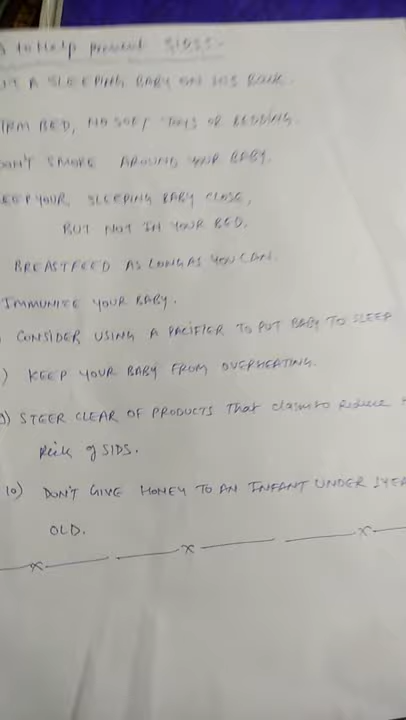 to Help prevent SIDS:-
A SLEEPING BABY ON HIS BACK.
BED, NO SOFT TOYS OR BEDDING.
DON'T SMOKE AROUND YOUR BABY.
KEEP YOUR SLEEPING BABY CLOSE,
BUT NOT IN YOUR BED.
BREASTFEED AS LONG AS YOU CAN.
IMMUNIZE YOUR BABY.
CONSIDER USING A PACIFIER TO PUT BABY TO SLEEP
) KEEP YOUR BABY FROM OVERHEATING.
) STEER CLEAR OF PRODUCTS That claim to Reduce
Risk of SIDS.
10) DON'T GIVE HONEY TO AN INFANT UNDER 1YEA
OLD.